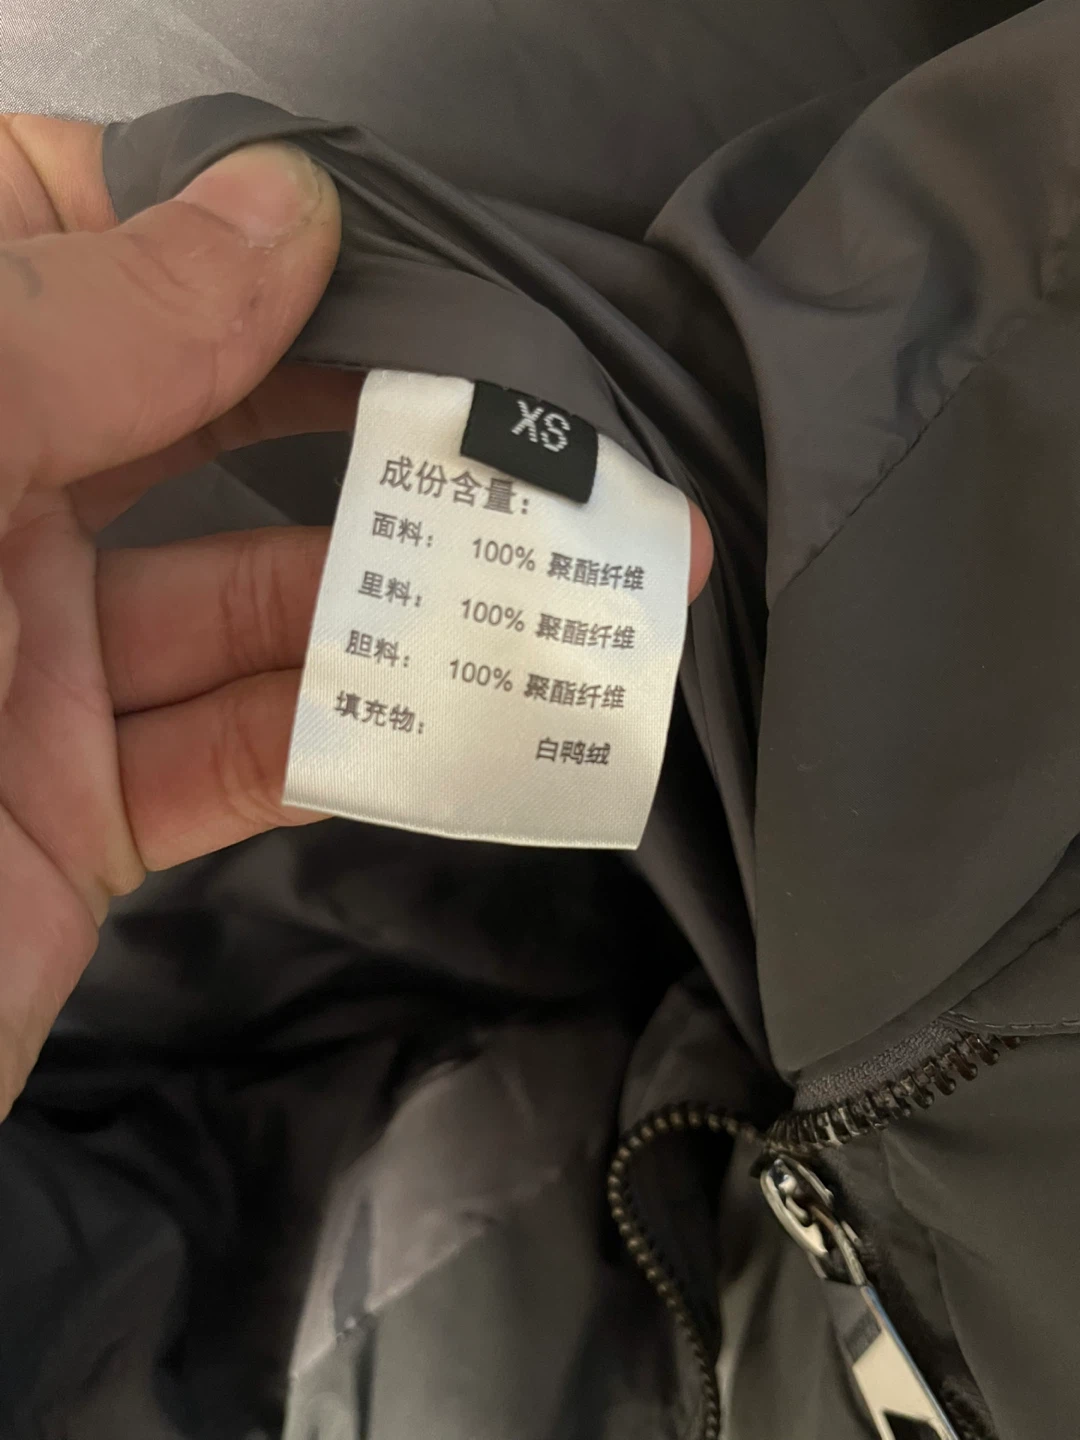 XS
成份含量：
面料： 100% 聚酯纤维
里料： 100% 聚酯纤维
胆料： 100% 聚酯纤维
填充物： 白鸭绒